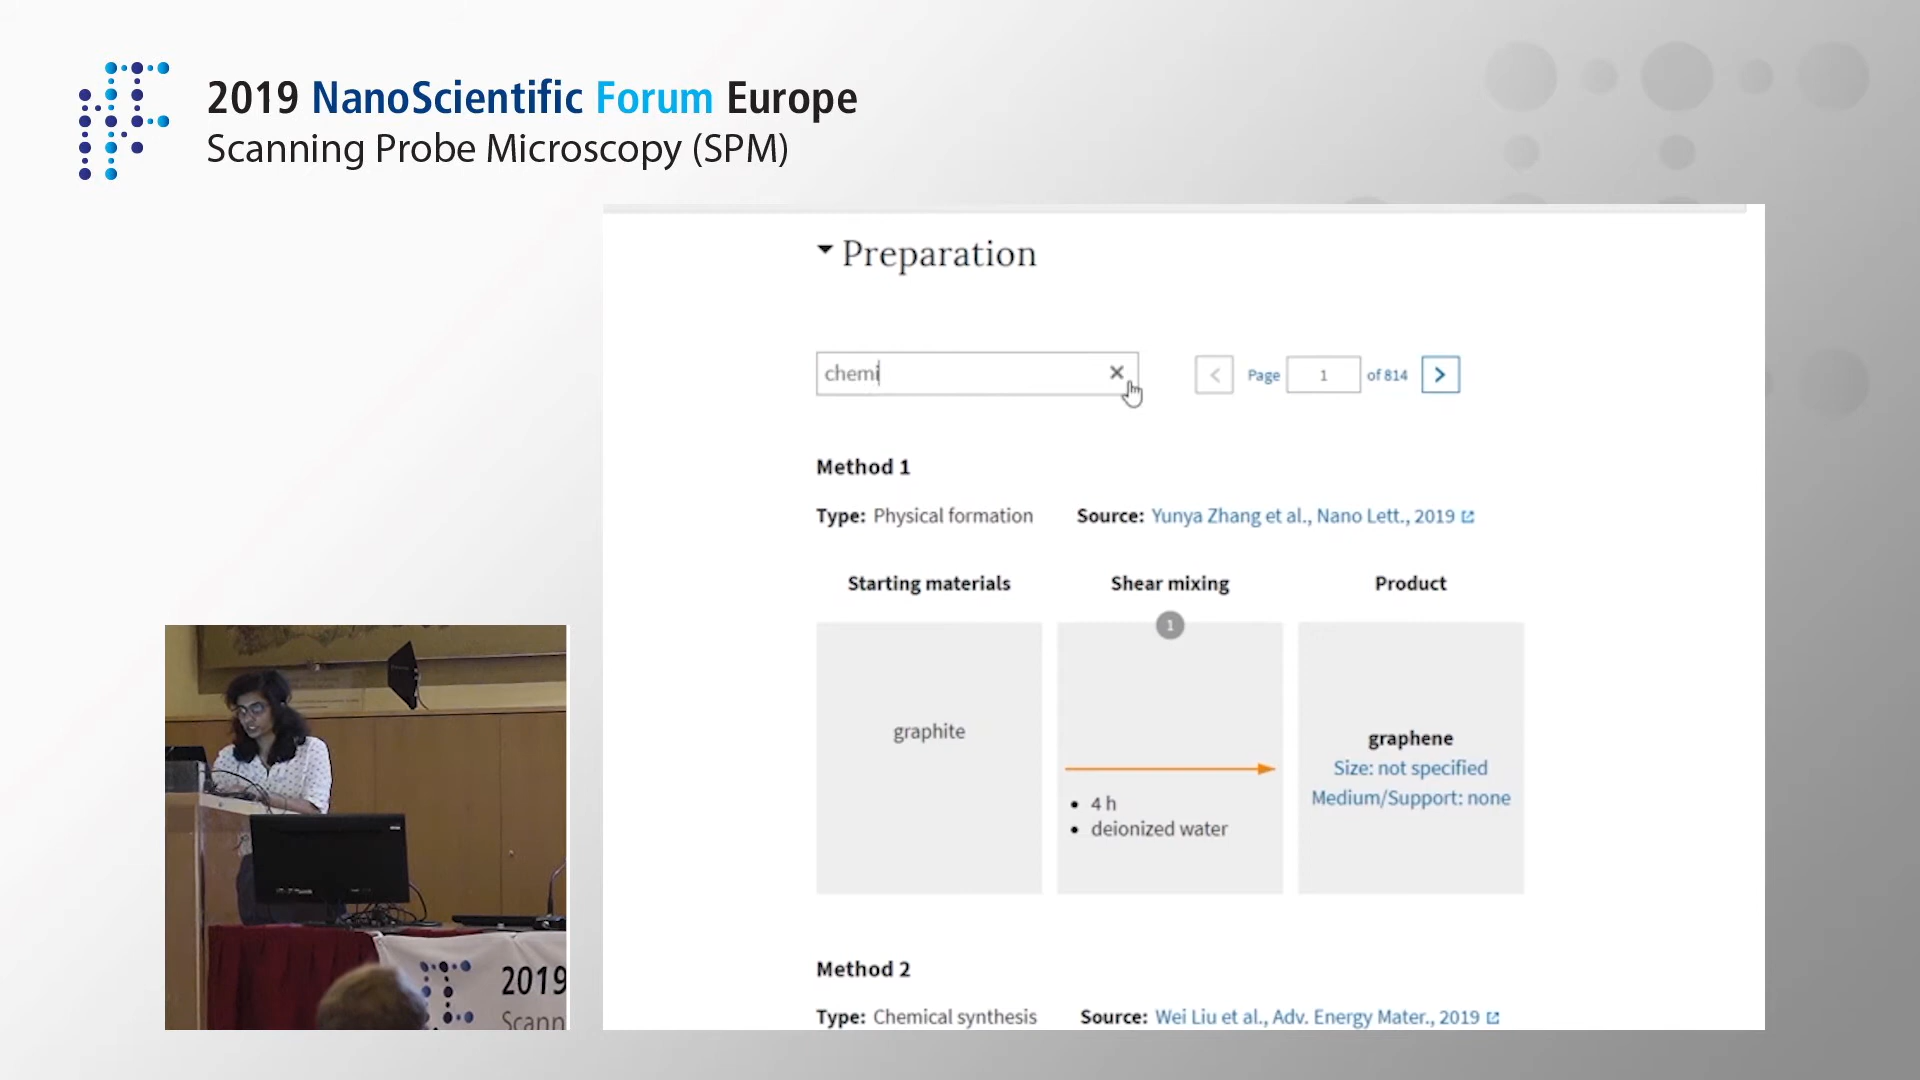 2019 NanoScientific Forum Europe
Scanning Probe Microscopy (SPM)
Preparation
chemi
Page 1 of 814
Method 1
Type: Physical formation Source: Yunya Zhang et al., Nano Lett., 2019
Starting materials Shear mixing Product
1
graphite
graphene
Size: not specified
Medium/Support: none
• 4 h
• deionized water
Method 2
Type: Chemical synthesis Source: Wei Liu et al., Adv. Energy Mater., 2019
2019
Scann